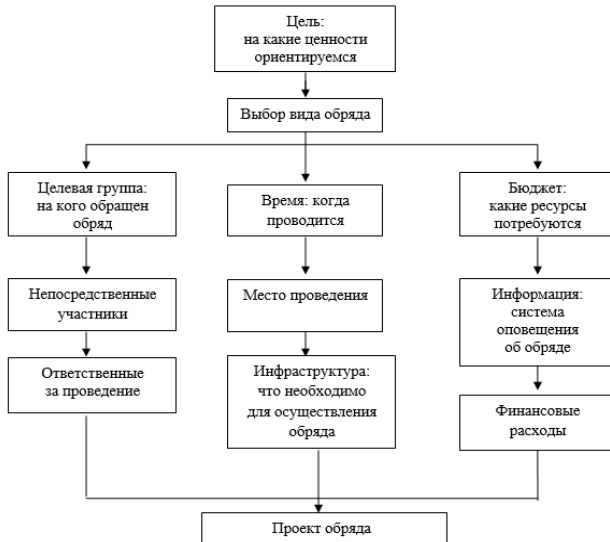 Цель:
на какие ценности
ориентируемся
Выбор вида обряда
Целевая группа:
на кого обращен
обряд
Время: когда
проводится
Бюджет:
какие ресурсы
потребуются
Непосредственные
участники
Место проведения
Информация:
система
оповещения
об обряде
Ответственные
за проведение
Инфраструктура:
что необходимо
для осуществления
обряда
Финансовые
расходы
Проект обряда